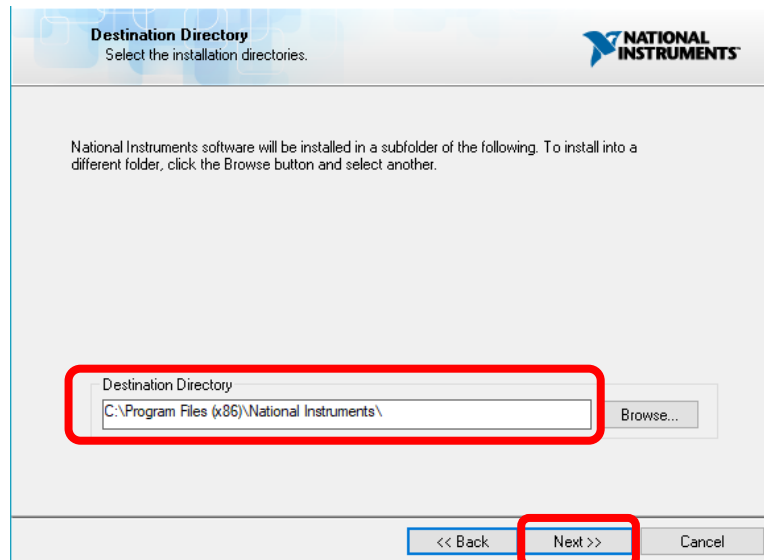 Destination Directory
Select the installation directories.
NATIONAL
INSTRUMENTS™
National Instruments software will be installed in a subfolder of the following. To install into a
different folder, click the Browse button and select another.
Destination Directory
C:\Program Files (x86)\National Instruments\
Browse...
<< Back
Next >>
Cancel